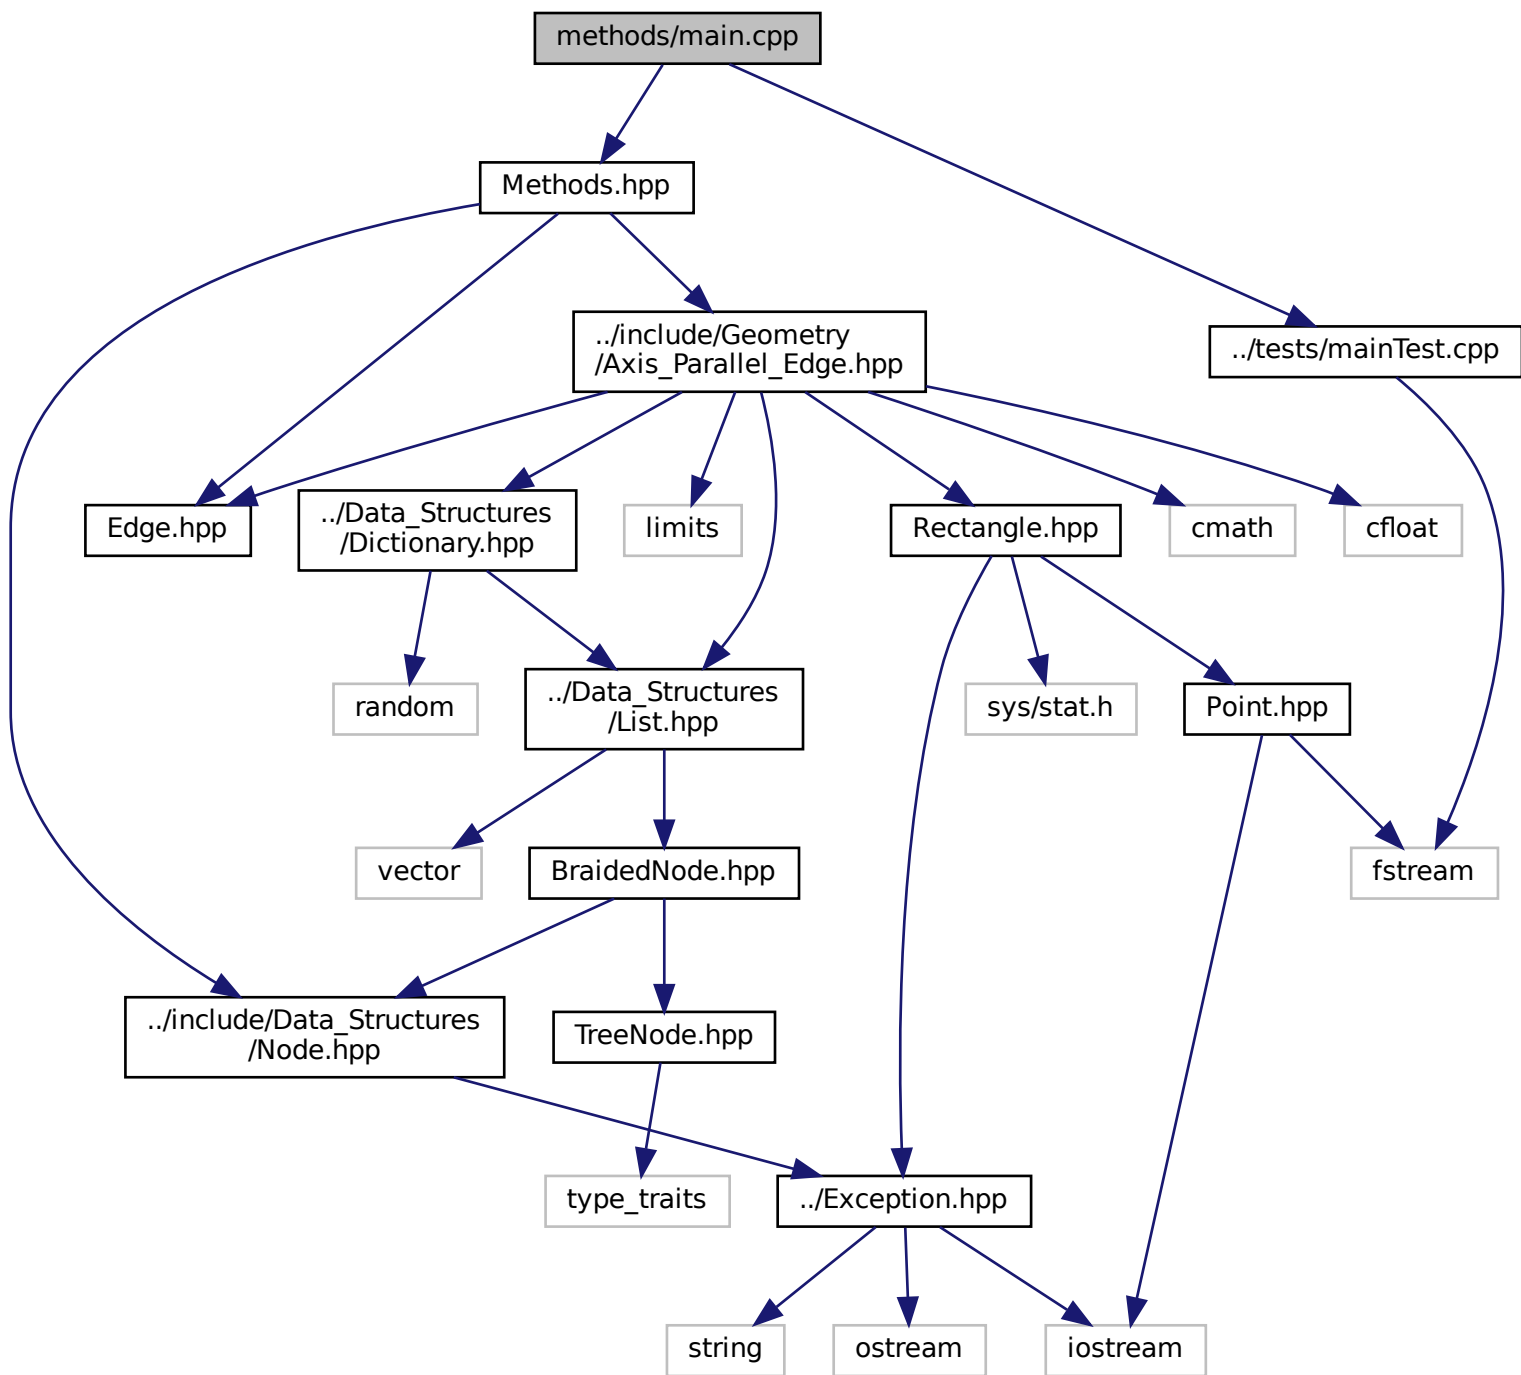 methods/main.cpp
Methods.hpp
../include/Geometry
/Axis_Parallel_Edge.hpp
../tests/mainTest.cpp
Edge.hpp
../Data_Structures
/Dictionary.hpp
limits
Rectangle.hpp
cmath
cfloat
random
../Data_Structures
/List.hpp
sys/stat.h
Point.hpp
vector
BraidedNode.hpp
fstream
../include/Data_Structures
/Node.hpp
TreeNode.hpp
type_traits
../Exception.hpp
string
ostream
iostream